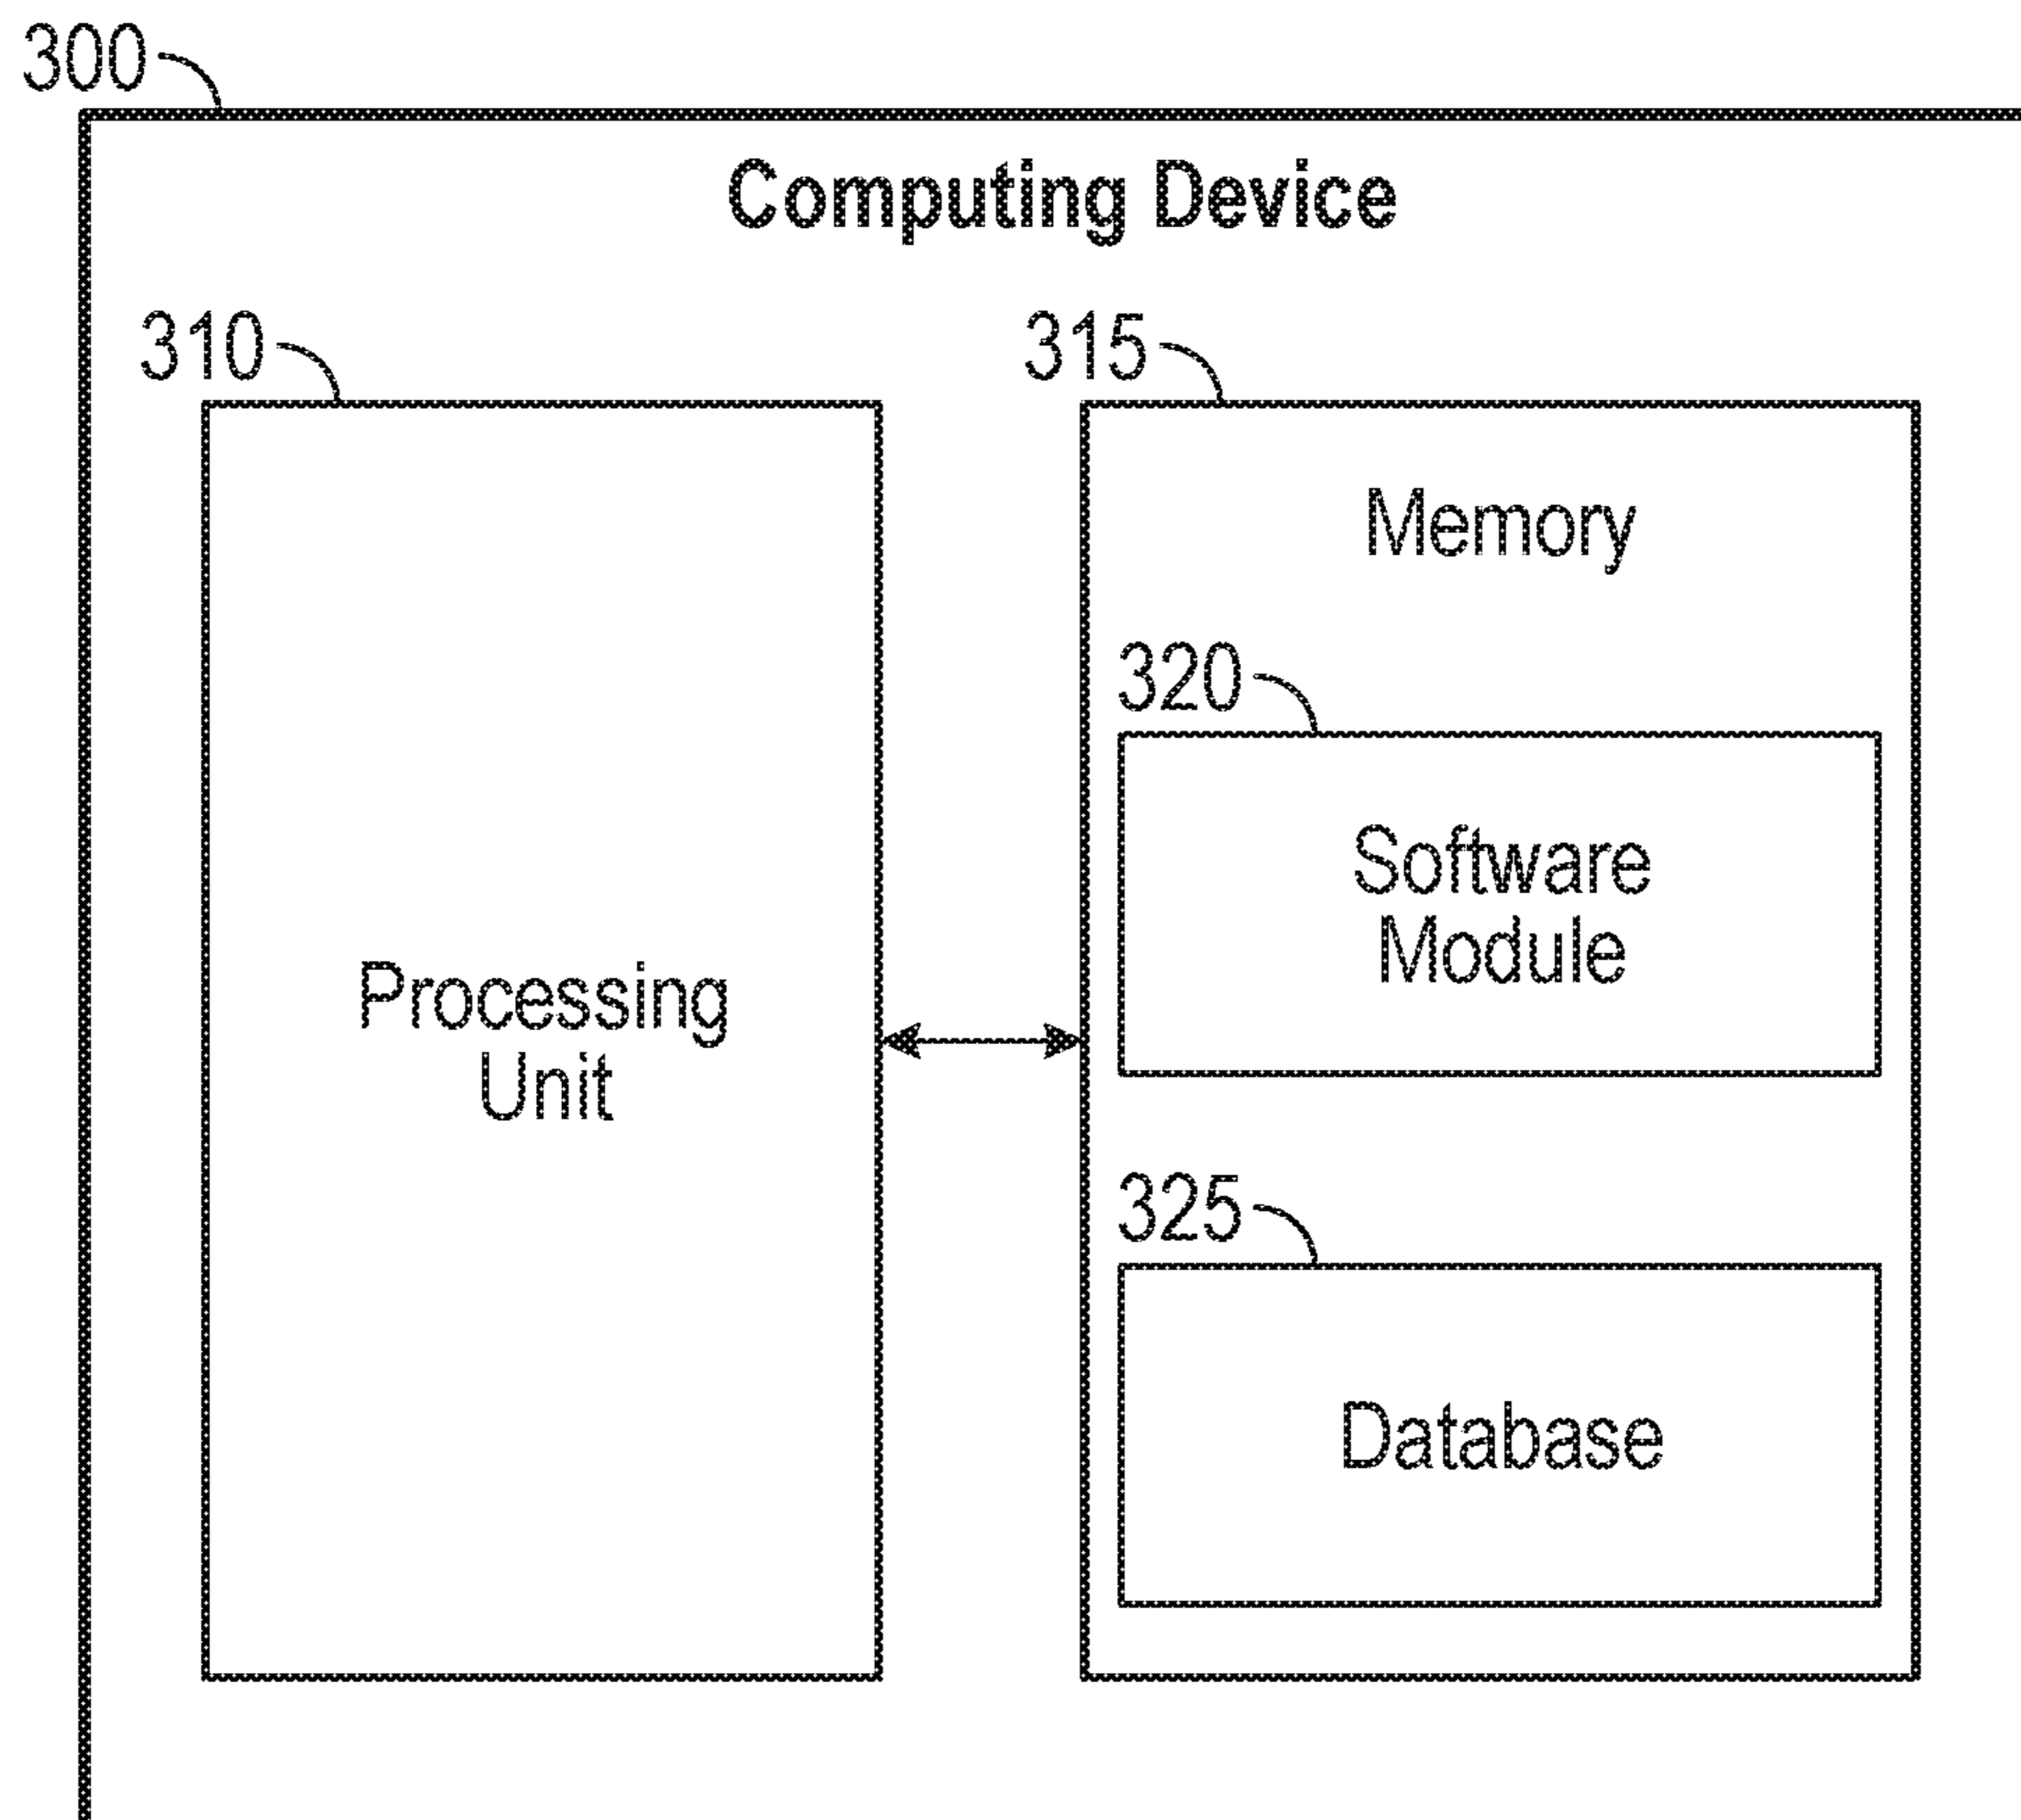 300
Computing Device
310
315
Memory
320
Software
Module
Processing
Unit
325
Database